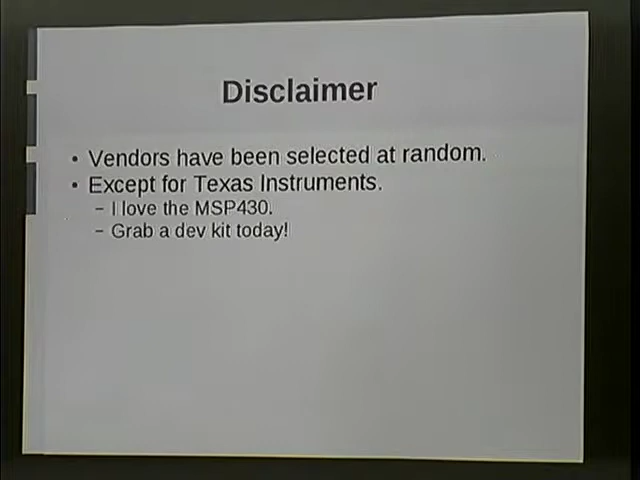 Disclaimer
• Vendors have been selected at random.
• Except for Texas Instruments.
– I love the MSP430.
– Grab a dev kit today!